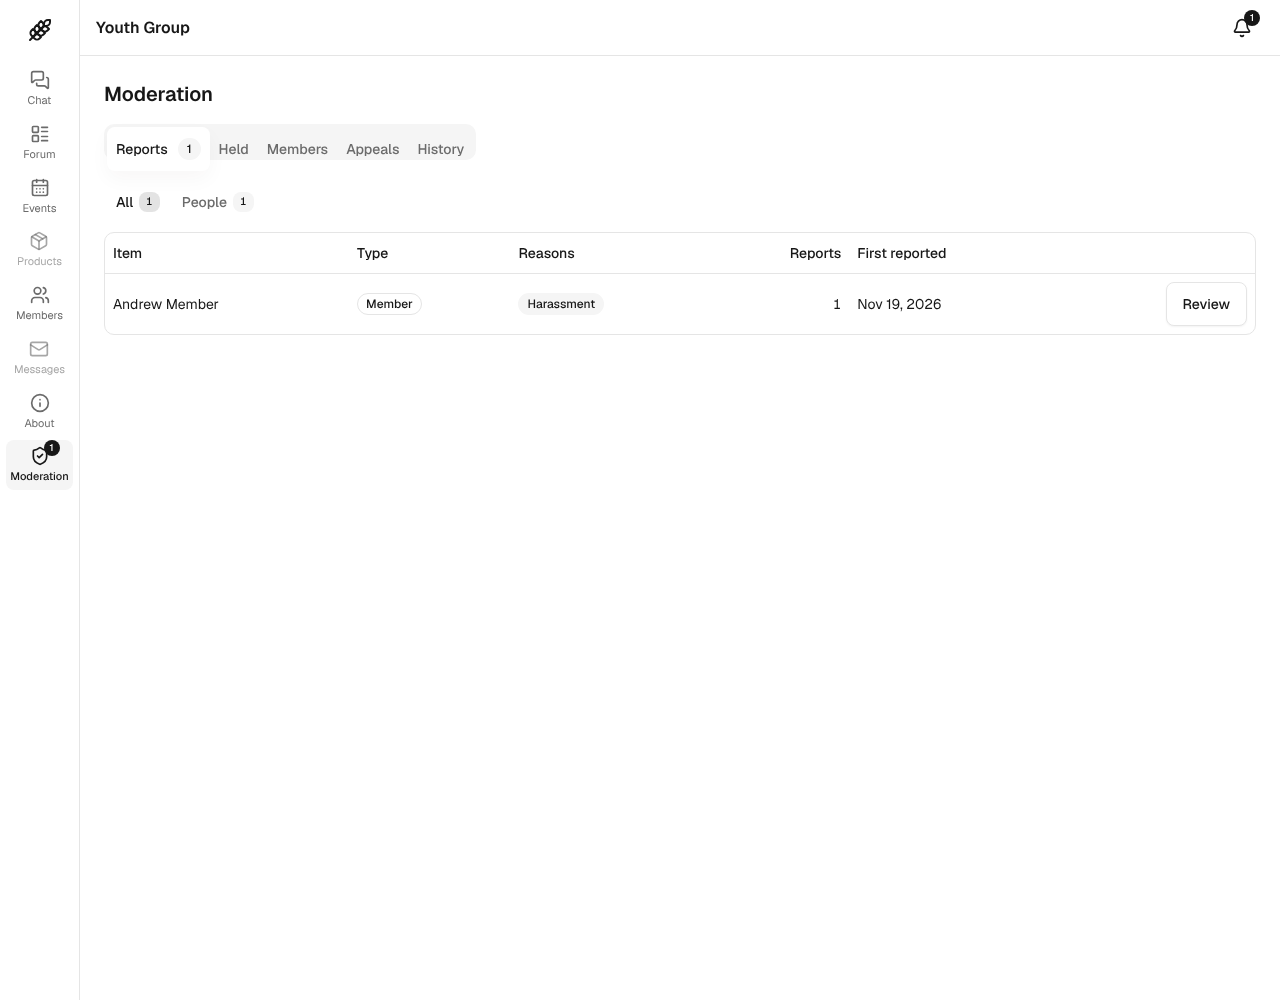 Youth Group
1
Chat
Forum
Events
Products
Members
Messages
About
1
Moderation
Moderation
Reports 1 Held Members Appeals History
All 1 People 1
Item Type Reasons Reports First reported
Andrew Member Member Harassment 1 Nov 19, 2026 Review